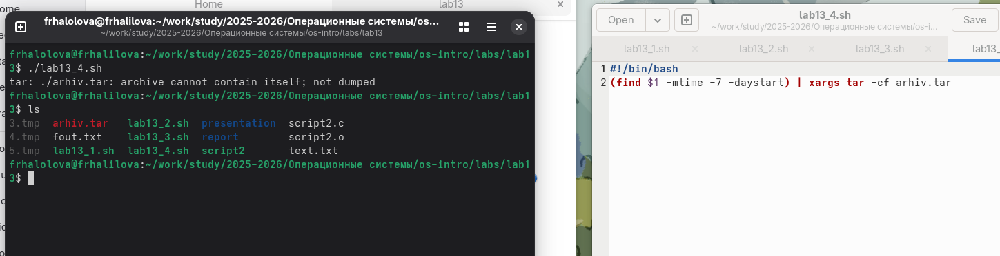 ome
Home
lab13
×
frhalolova@frhalilova:~/work/study/2025-2026/Операционные системы/os...
~/work/study/2025-2026/Операционные системы/os-intro/labs/lab13
frhalolova@frhalilova:~/work/study/2025-2026/Операционные системы/os-intro/labs/lab1
3$ ./lab13_4.sh
tar: ./arhiv.tar: archive cannot contain itself; not dumped
frhalolova@frhalilova:~/work/study/2025-2026/Операционные системы/os-intro/labs/lab1
3$ ls
3.tmp arhiv.tar lab13_2.sh presentation script2.c
4.tmp fout.txt lab13_3.sh report script2.o
5.tmp lab13_1.sh lab13_4.sh script2 text.txt
frhalolova@frhalilova:~/work/study/2025-2026/Операционные системы/os-intro/labs/lab1
3$
Open
lab13_4.sh
~/work/study/2025-2026/Операционные системы/os-i...
Save
lab13_1.sh × lab13_2.sh × lab13_3.sh × lab13_
1 #!/bin/bash
2 (find $1 -mtime -7 -daystart) | xargs tar -cf arhiv.tar